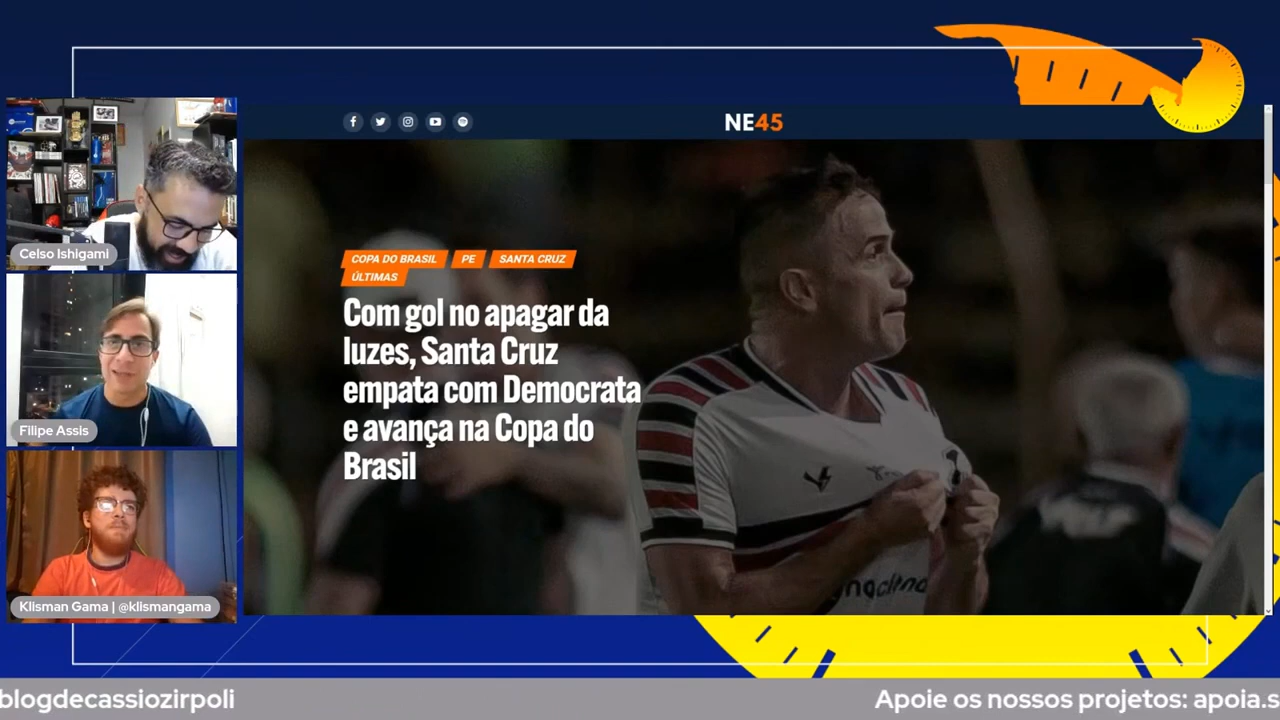 NE45
COPA DO BRASIL PE SANTA CRUZ
ÚLTIMAS
Com gol no apagar da
luzes, Santa Cruz
empata com Democrata
e avança na Copa do
Brasil
Celso Ishigami
Filipe Assis
Klisman Gama | @klismangama
blogdecassiozirpoli
Apoie os nossos projetos: apoia.s